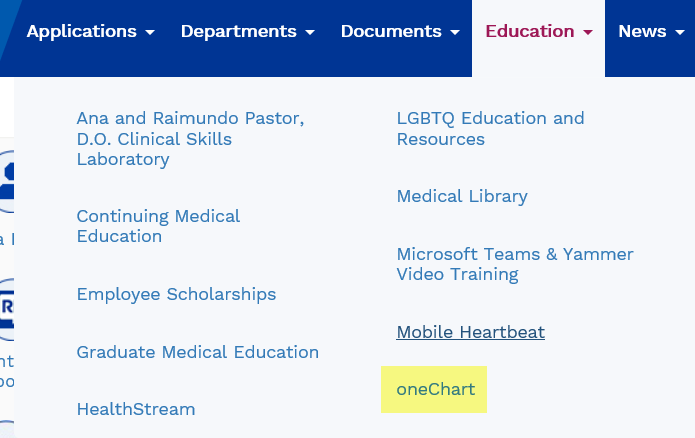 Applications Departments Documents Education News
Ana and Raimundo Pastor,
D.O. Clinical Skills
Laboratory
Continuing Medical
Education
Employee Scholarships
Graduate Medical Education
HealthStream
LGBTQ Education and
Resources
Medical Library
Microsoft Teams & Yammer
Video Training
Mobile Heartbeat
oneChart